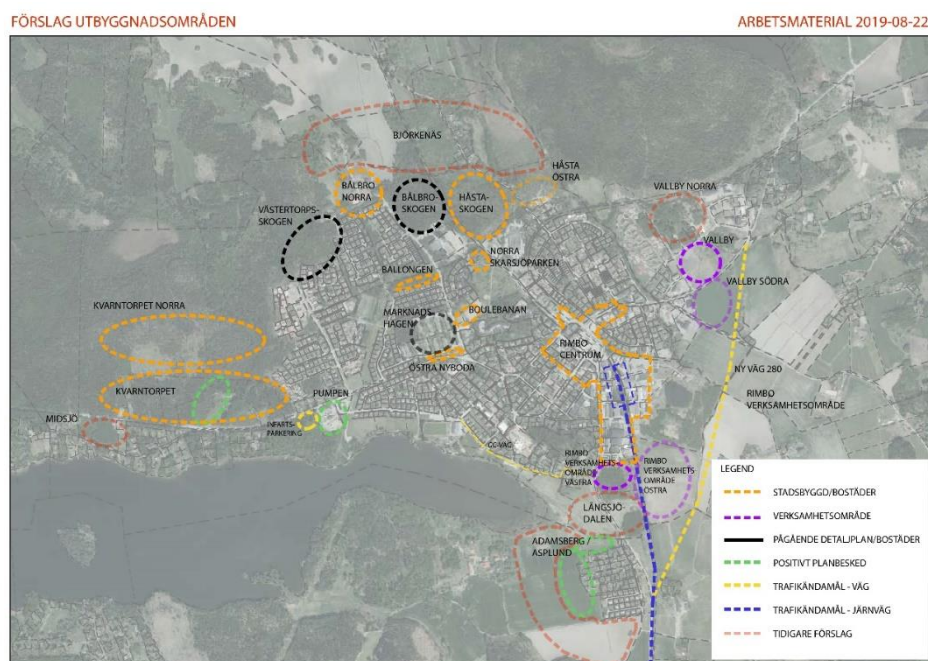 FÖRSLAG UTBYGGNADSOMRÅDEN
ARBETSMATERIAL 2019-08-22
BJÖRKENÄS
HÅSTA
ÖSTRA
BÅLBRO
NORRA
BÅLBRO-
SKOGEN
HÅSTA-
SKOGEN
VALLBY NORRA
VÄSTERTORPS-
SKOGEN
VALLBY
NORRA
SKARSJÖPARKEN
BALLONGEN
VALLBY SÖDRA
KVARNTORPET NORRA
MARKNADS
HAGEN
BOULEBANAN
RIMBO
CENTRUM
ÖSTRA NYBODA
NY VÄG 280
KVARNTORPET
PUMPEN
RIMBO
VERKSAMHETSOMRÅDE
MIDSJÖ
INFARTS-
PARKERING
GC-VÄG
RIMBO
VERKSAMHETS
OMRÅDE
VÄSTRA
RIMBO
VERKSAMHETS
OMRÅDE
ÖSTRA
LÅNGSJÖ
DALEN
ADAMSBERG /
ASPLUND
LEGEND
STADSBYGGD/BOSTÄDER
VERKSAMHETSOMRÅDE
PÅGÅENDE DETALJPLAN/BOSTÄDER
POSITIVT PLANBESKED
TRAFIKÄNDAMÅL - VÄG
TRAFIKÄNDAMÅL - JÄRNVÄG
TIDIGARE FÖRSLAG